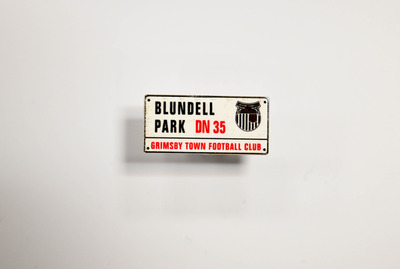 BLUNDELL
PARK DN 35
GRIMSBY TOWN FOOTBALL CLUB